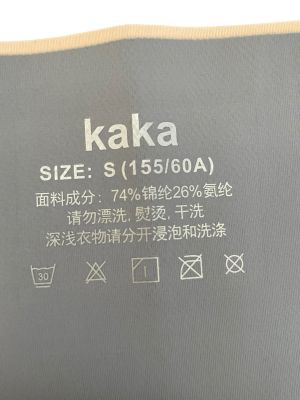 kaka
SIZE: S (155/60A)
面料成分：74%锦纶26%氨纶
请勿漂洗, 熨烫, 干洗
深浅衣物请分开浸泡和洗涤
30